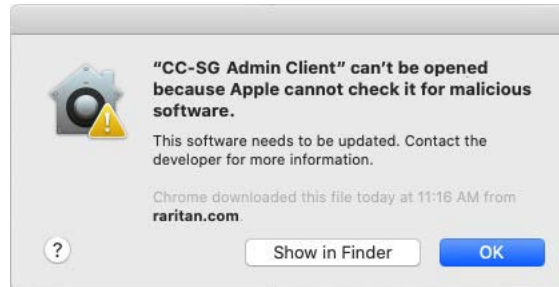 “CC-SG Admin Client” can’t be opened
because Apple cannot check it for malicious
software.
This software needs to be updated. Contact the
developer for more information.
Chrome downloaded this file today at 11:16 AM from
raritan.com.
?
Show in Finder
OK